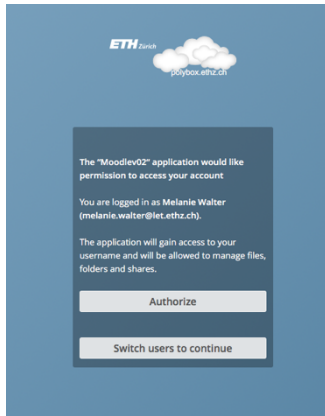 ETH Zürich
polybox.ethz.ch
The "Moodlev02" application would like
permission to access your account
You are logged in as Melanie Walter
(melanie.walter@let.ethz.ch).
The application will gain access to your
username and will be allowed to manage files,
folders and shares.
Authorize
Switch users to continue